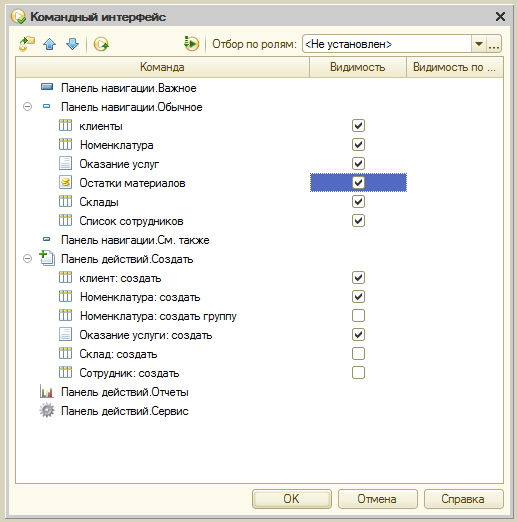 Командный интерфейс
Отбор по ролям: <Не установлен> ...
Команда Видимость Видимость по ...
Панель навигации.Важное
Панель навигации.Обычное
клиенты
Номенклатура
Оказание услуг
Остатки материалов
Склады
Список сотрудников
Панель навигации.См. также
Панель действий.Создать
клиент: создать
Номенклатура: создать
Номенклатура: создать группу
Оказание услуги: создать
Склад: создать
Сотрудник: создать
Панель действий.Отчеты
Панель действий.Сервис
OK Отмена Справка